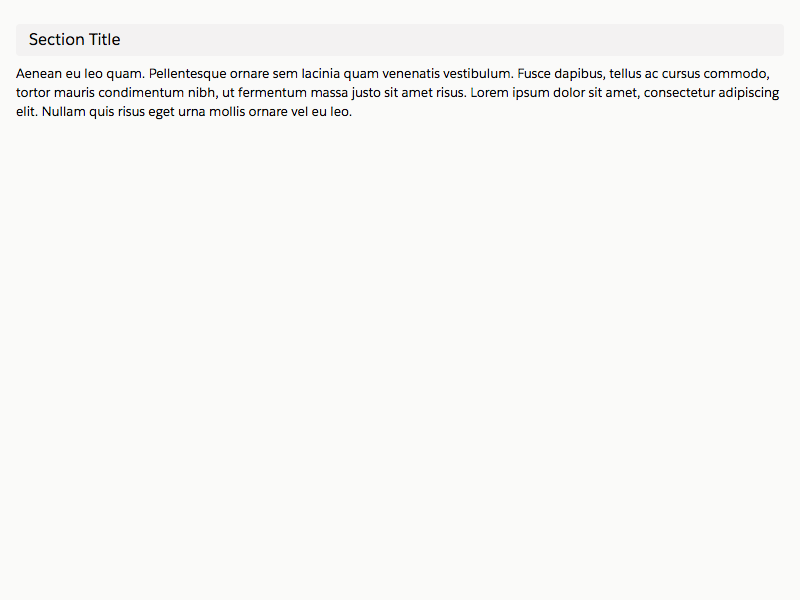 Section Title
Aenean eu leo quam. Pellentesque ornare sem lacinia quam venenatis vestibulum. Fusce dapibus, tellus ac cursus commodo,
tortor mauris condimentum nibh, ut fermentum massa justo sit amet risus. Lorem ipsum dolor sit amet, consectetur adipiscing
elit. Nullam quis risus eget urna mollis ornare vel eu leo.